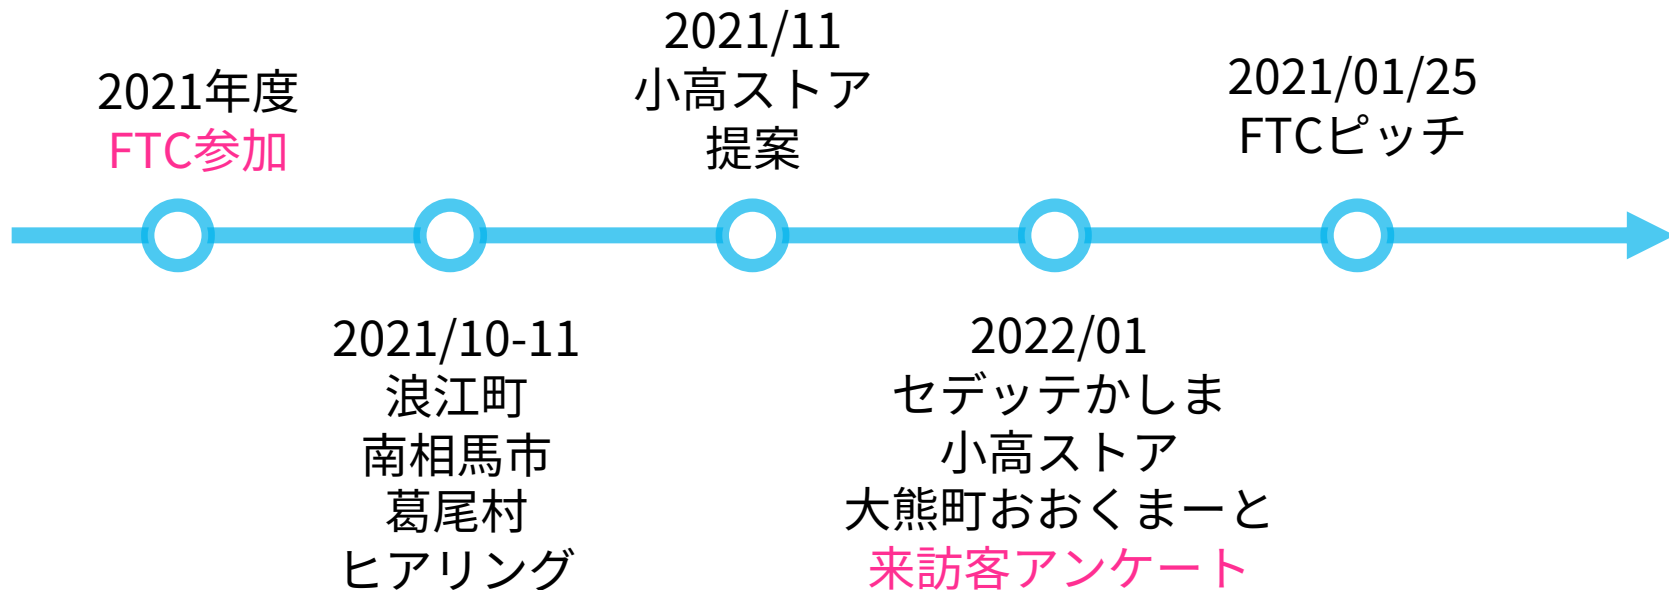 2021年度
FTC参加
2021/10-11
浪江町
南相馬市
葛尾村
ヒアリング
2021/11
小高ストア
提案
2022/01
セデッテかしま
小高ストア
大熊町おおくまーと
来訪客アンケート
2021/01/25
FTCピッチ